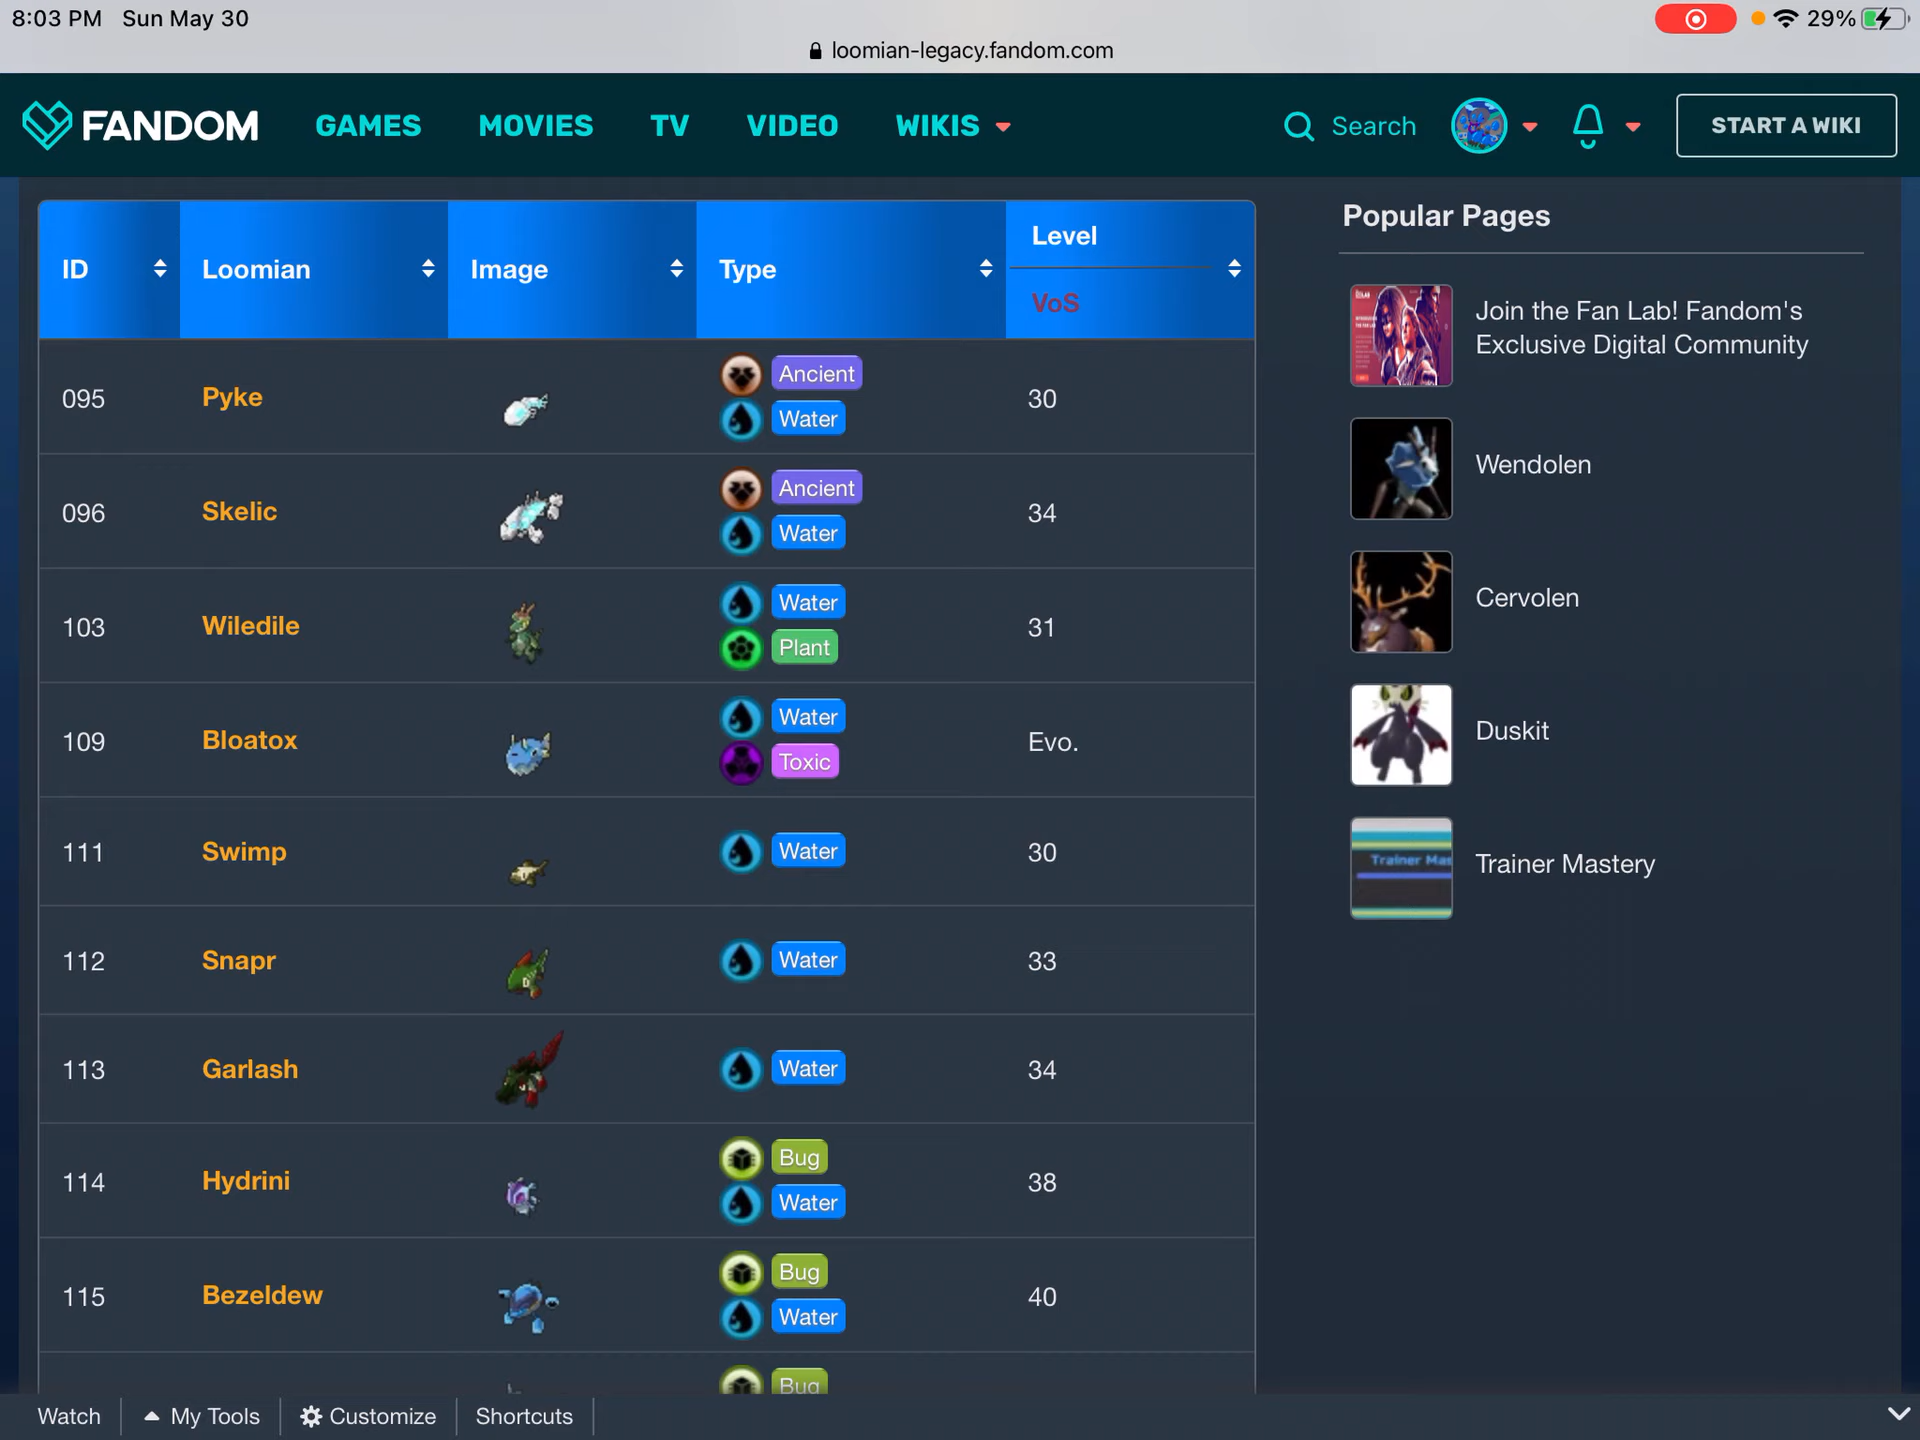 8:03 PM Sun May 30
29%
loomian-legacy.fandom.com
FANDOM GAMES MOVIES TV VIDEO WIKIS Search START A WIKI
ID Loomian Image Type Level
VoS
095 Pyke Ancient Water 30
096 Skelic Ancient Water 34
103 Wiledile Water Plant 31
109 Bloatox Water Toxic Evo.
111 Swimp Water 30
112 Snapr Water 33
113 Garlash Water 34
114 Hydrini Bug Water 38
115 Bezeldew Bug Water 40
Bug
Popular Pages
Join the Fan Lab! Fandom's
Exclusive Digital Community
Wendolen
Cervolen
Duskit
Trainer Mas
Trainer Mastery
Watch My Tools Customize Shortcuts